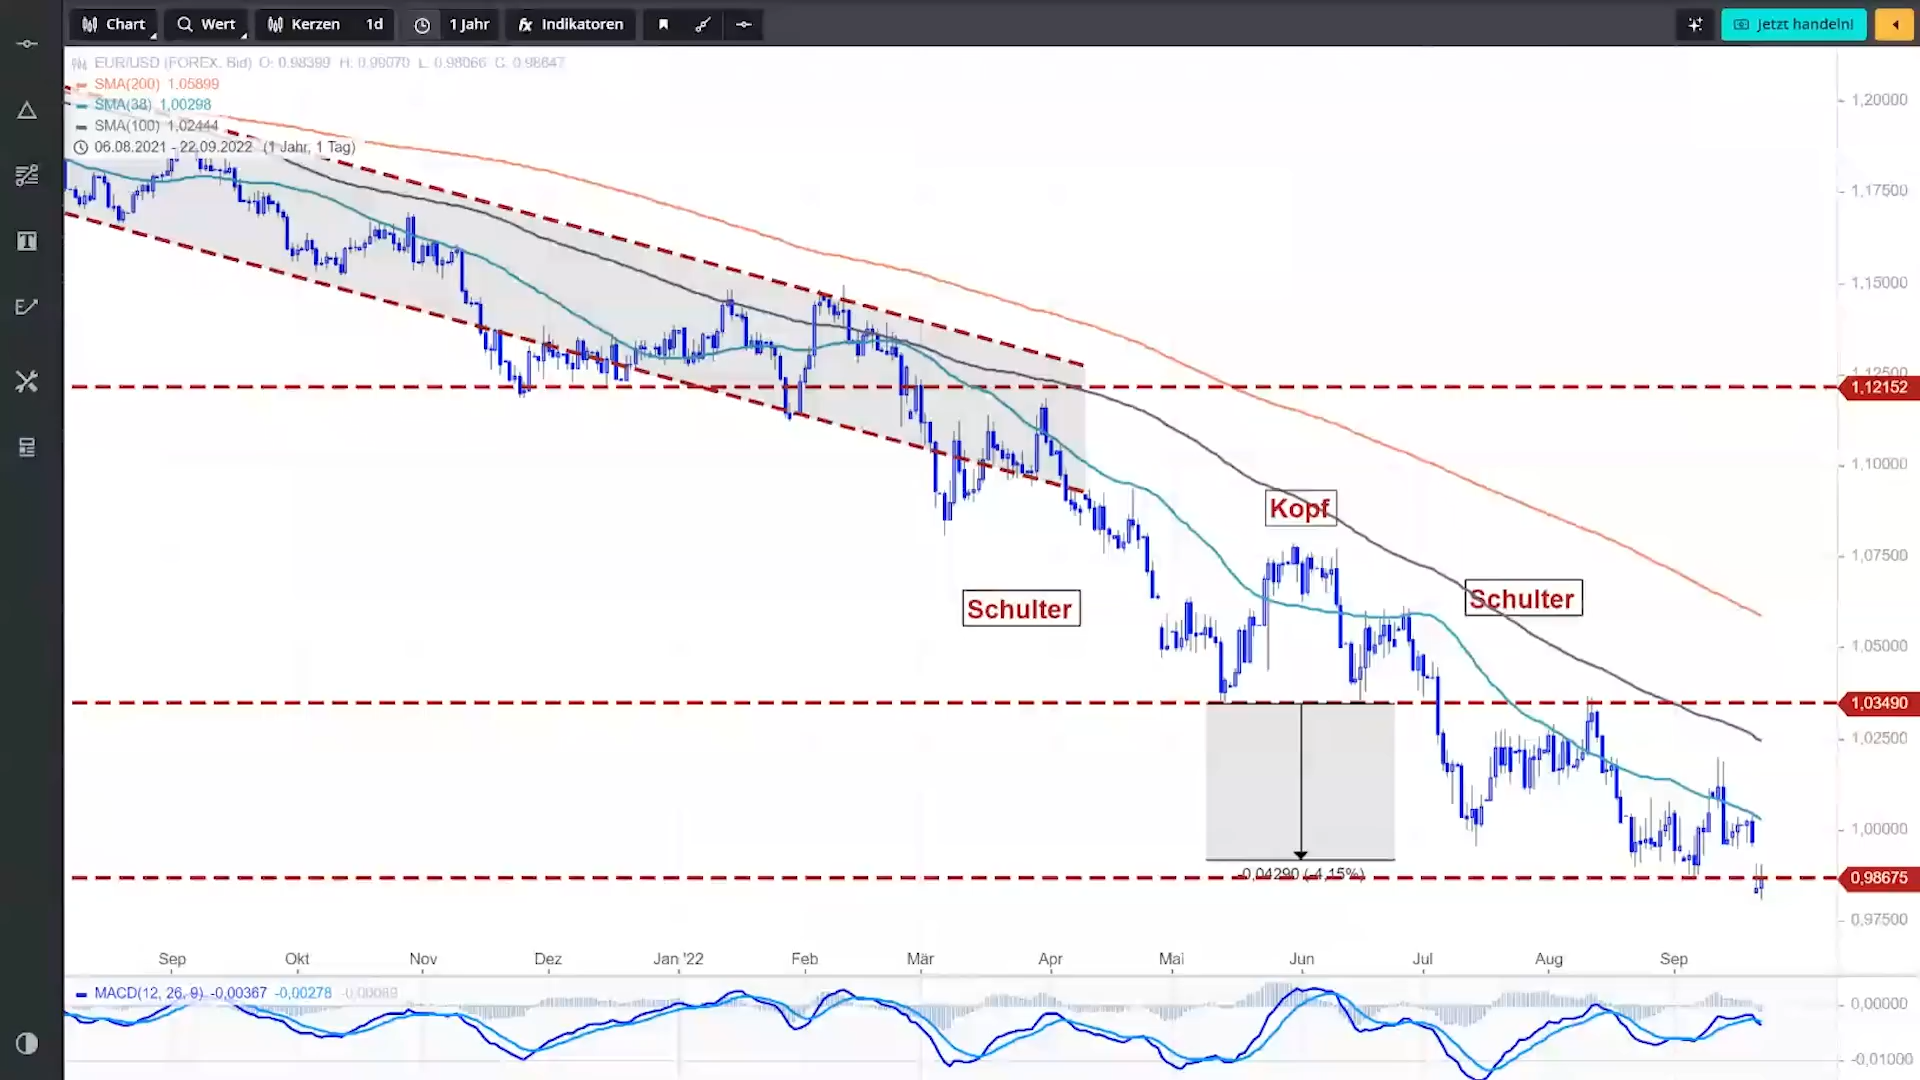 Chart Wert Kerzen 1d 1 Jahr fx Indikatoren Jetzt handeln!
EUR/USD (FOREX, Bid) O: 0.98399 H: 0.99070 L: 0.98066 C: 0.98647
SMA(200) 1.05899
SMA(38) 1,00298
SMA(100) 1.02444
06.08.2021 - 22.09.2022 (1 Jahr, 1 Tag)
1,20000
1,17500
1,15000
1,12500
1,12152
1,10000
Kopf
1,07500
Schulter
Schulter
1,05000
1,03490
1,02500
1,00000
-0,04290 (-4,15%)
0,98675
0,97500
Sep Okt Nov Dez Jan '22 Feb Mär Apr Mai Jun Jul Aug Sep
MACD(12, 26, 9) -0,00367 -0,00278 -0,00089
0,00000
-0,01000